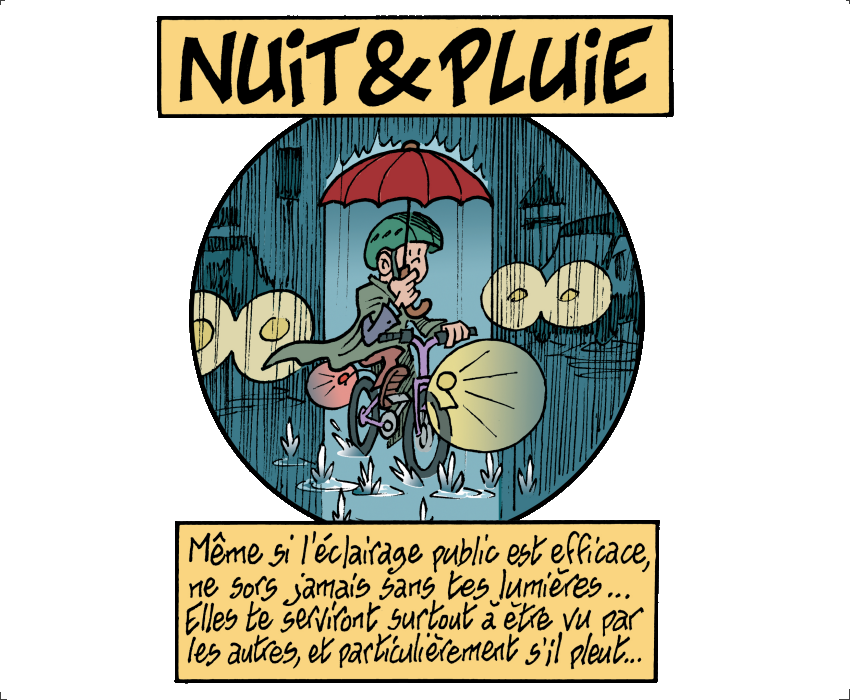 NUiT & PLUiE
Même si l'éclairage public est efficace,
ne sors jamais sans tes lumières...
Elles te serviront surtout à être vu par
les autres, et particulièrement s'il pleut...